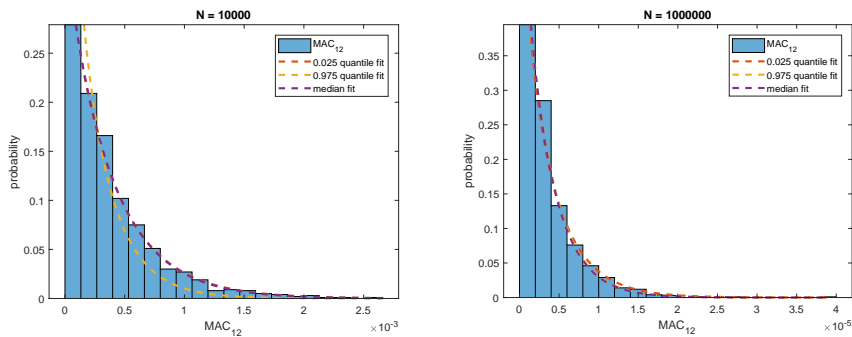 N = 10000
0.25
0.2
0.15
0.1
0.05
0
probability
0 0.5 1 1.5 2 2.5
×10^-3
MAC_12
MAC_12
0.025 quantile fit
0.975 quantile fit
median fit
N = 1000000
0.35
0.3
0.25
0.2
0.15
0.1
0.05
0
probability
0 0.5 1 1.5 2 2.5 3 3.5 4
×10^-5
MAC_12
MAC_12
0.025 quantile fit
0.975 quantile fit
median fit